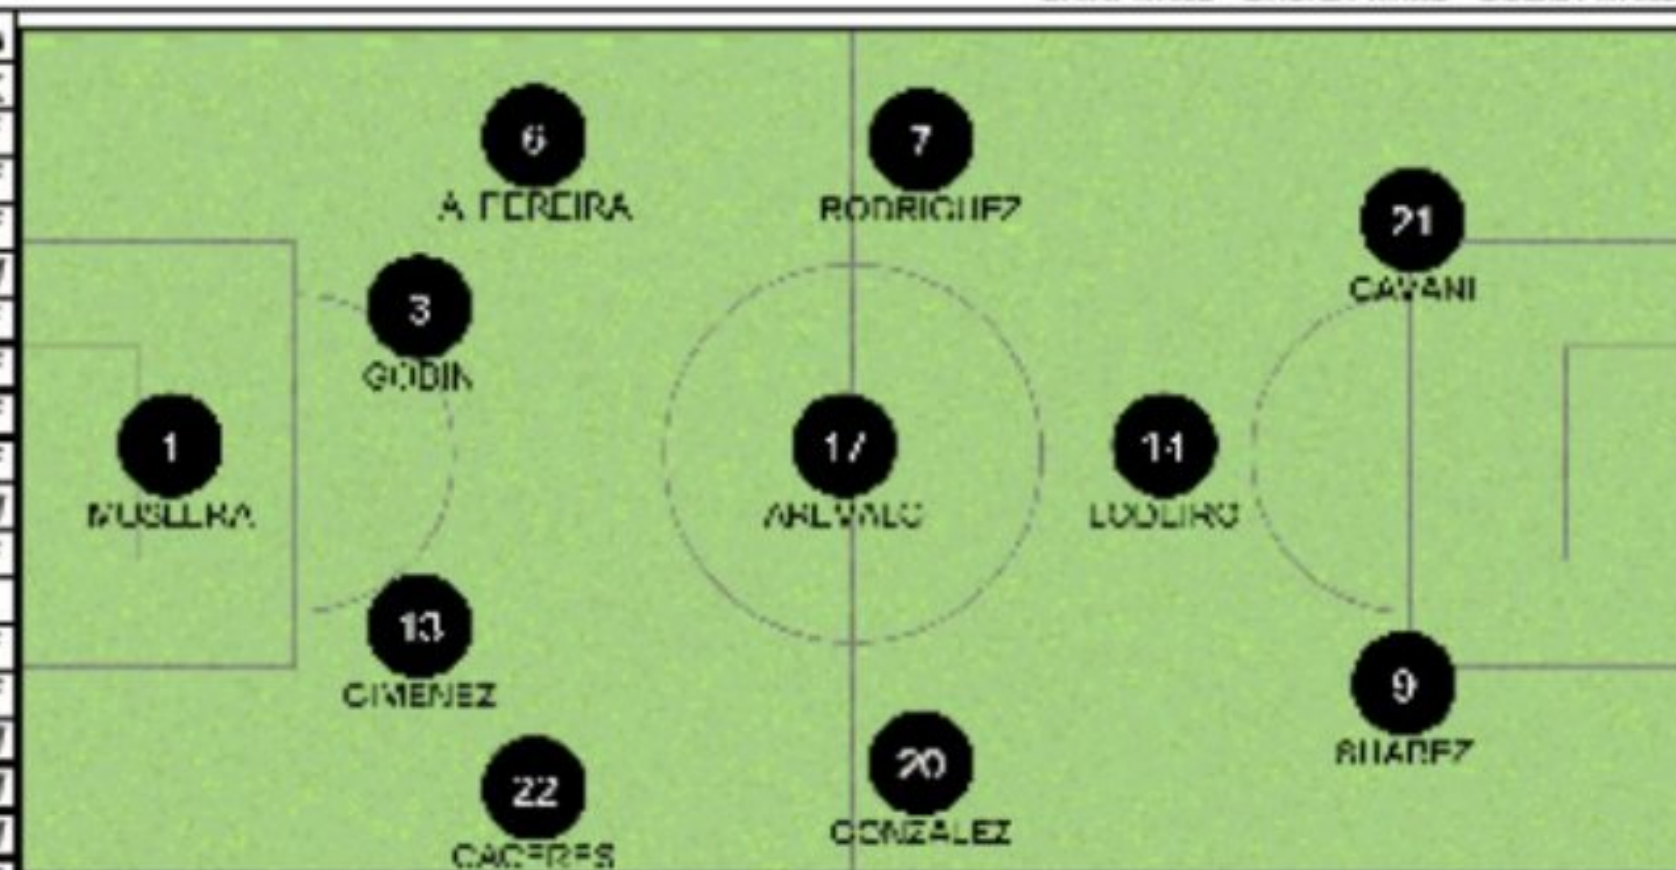 6
A PEREIRA
7
RODRIGUEZ
21
CAVANI
3
GODIN
1
MUSLERA
17
AREVALO
14
LODEIRO
13
GIMENEZ
9
SUAREZ
22
CACERES
20
GONZALEZ